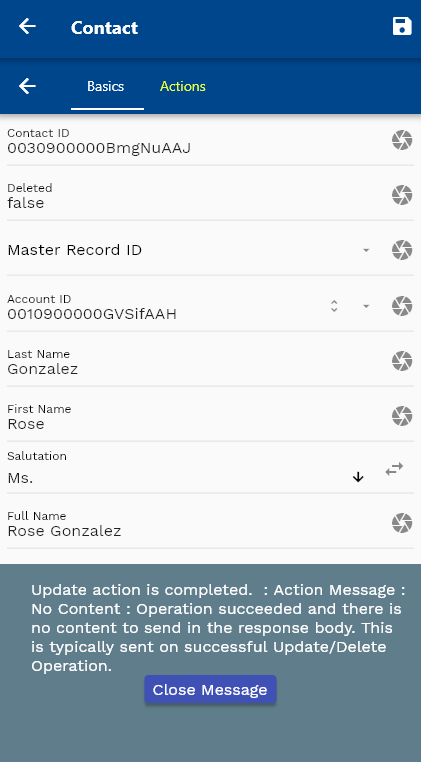 Contact
Basics
Actions
Contact ID
0030900000BmgNuAAJ
Deleted
false
Master Record ID
Account ID
0010900000GVSifAAH
Last Name
Gonzalez
First Name
Rose
Salutation
Ms.
Full Name
Rose Gonzalez
Update action is completed.  : Action Message :
No Content : Operation succeeded and there is
no content to send in the response body. This
is typically sent on successful Update/Delete
Operation.
Close Message